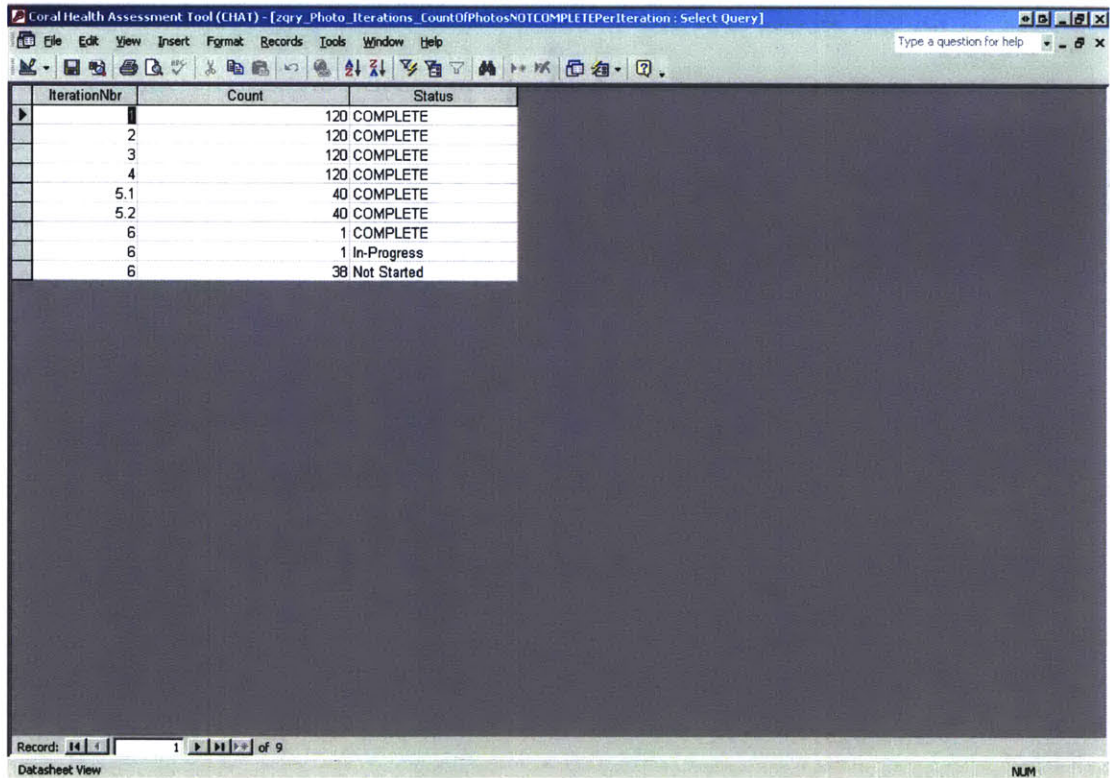 Coral Health Assessment Tool (CHAT) - [zqry_Photo_Iterations_CountOfPhotosNOTCOMPLETEPerIteration : Select Query]
File Edit View Insert Format Records Tools Window Help Type a question for help
IterationNbr Count Status
1 120 COMPLETE
2 120 COMPLETE
3 120 COMPLETE
4 120 COMPLETE
5.1 40 COMPLETE
5.2 40 COMPLETE
6 1 COMPLETE
6 1 In-Progress
6 38 Not Started
Record: 1 of 9
Datasheet View NUM